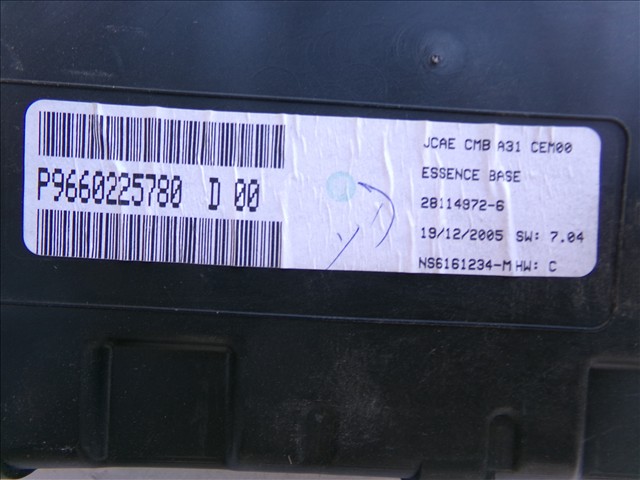 P9660225780 D 00
JCAE CMB A31 CEM00
ESSENCE BASE
28114972-6
19/12/2005 SW: 7.04
NS6161234-M HW: C